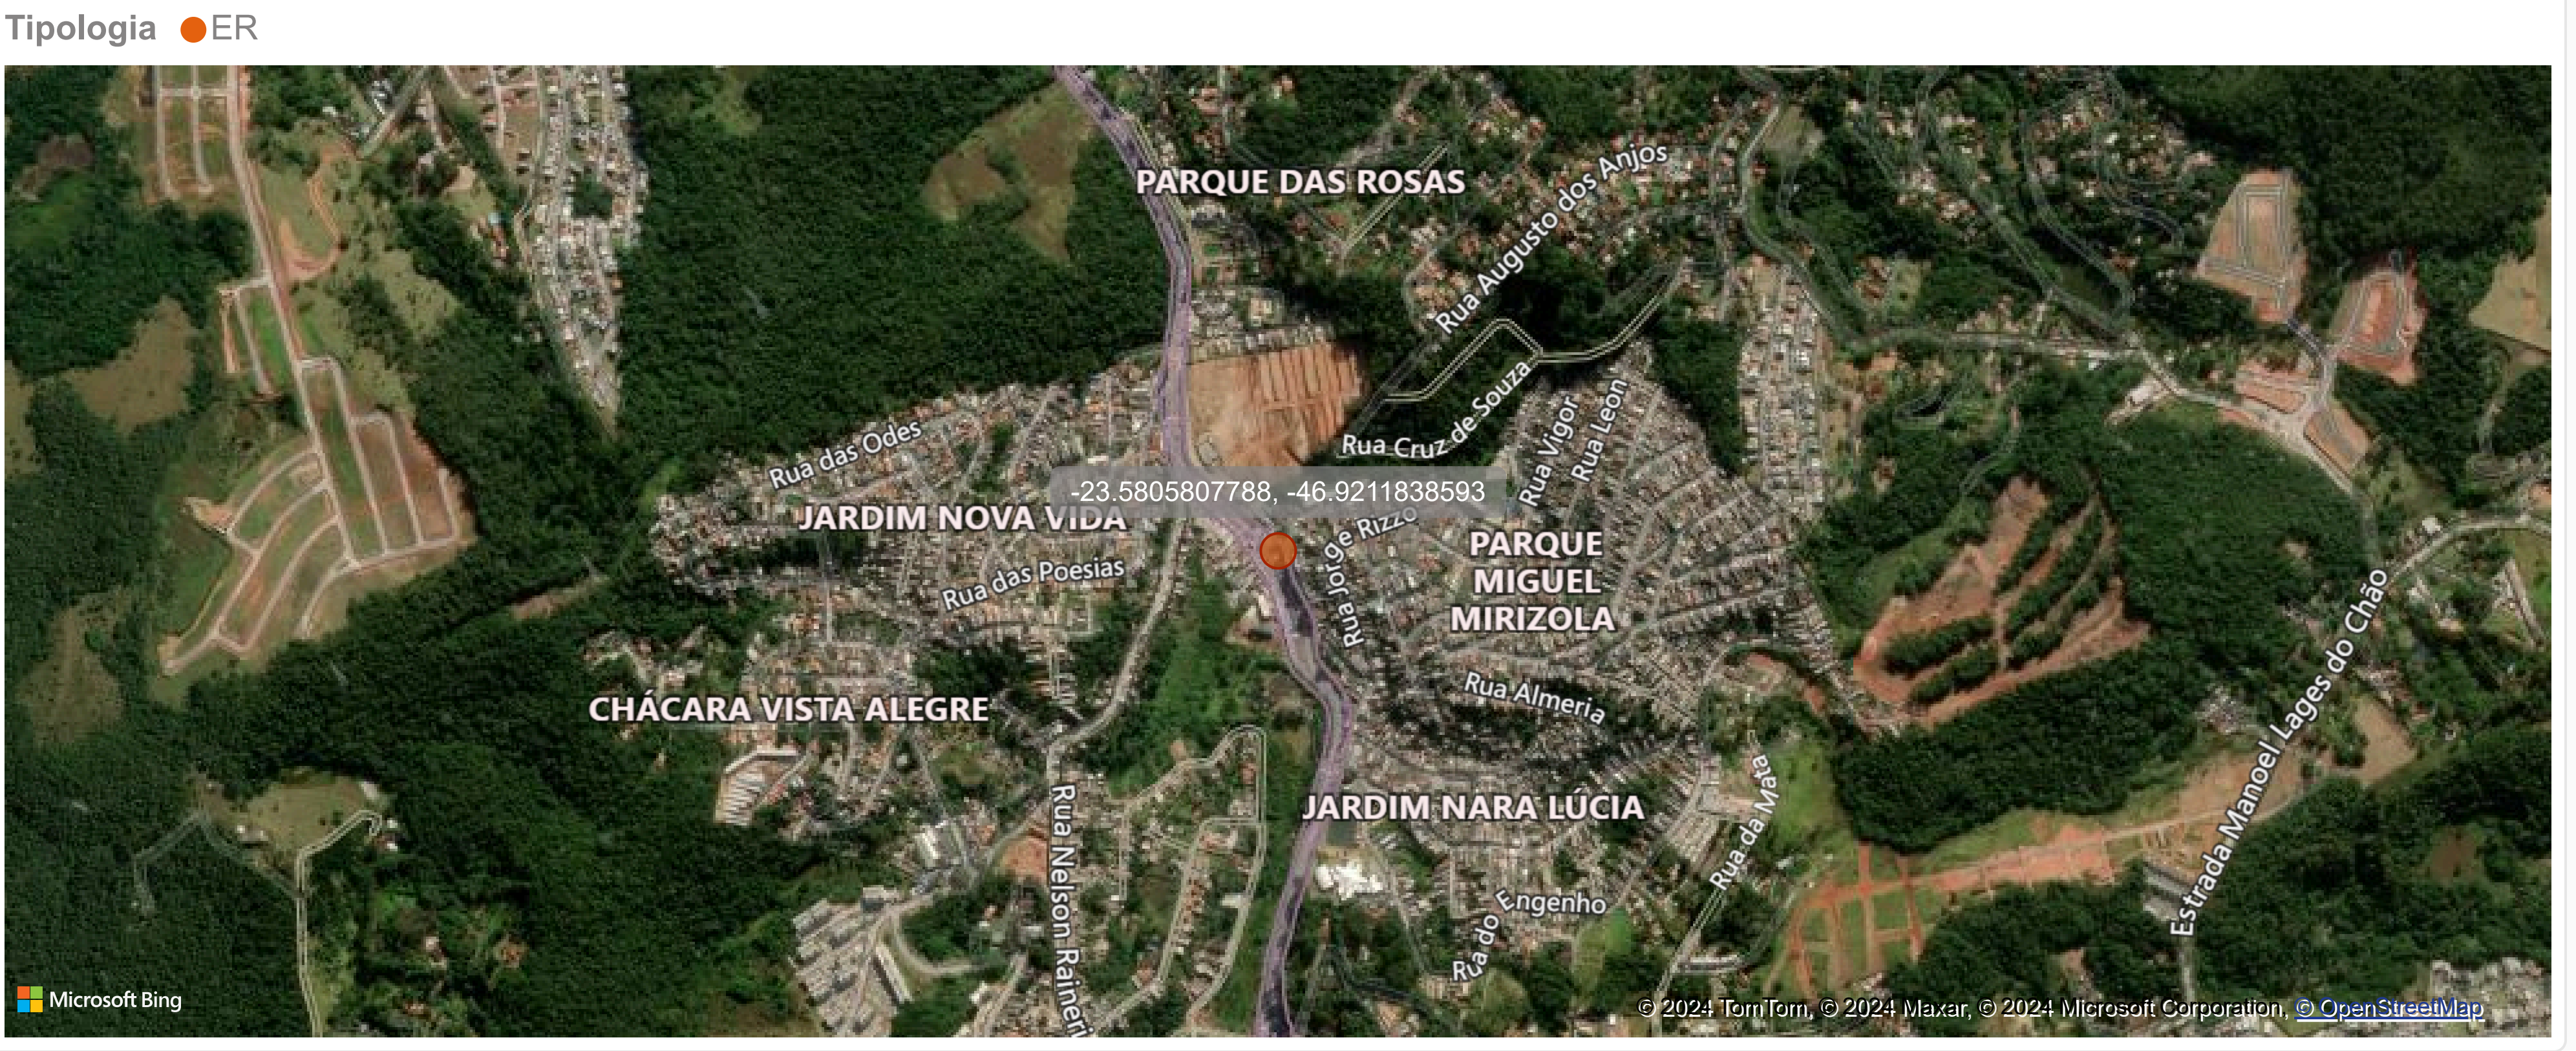 Tipologia ER
PARQUE DAS ROSAS
Rua Augusto dos Anjos
Rua Cruz de Souza
Rua Vigor
Rua Leon
Rua das Odes
-23.5805807788, -46.9211838593
JARDIM NOVA VIDA
Rua Jorge Rizzo
PARQUE
MIGUEL
MIRIZOLA
Rua das Poesias
Rua Almeria
CHÁCARA VISTA ALEGRE
Estrada Manoel Lages do Chão
JARDIM NARA LÚCIA
Rua da Mata
Rua Nelson Raineri
Rua do Engenho
Microsoft Bing
© 2024 TomTom, © 2024 Maxar, © 2024 Microsoft Corporation, © OpenStreetMap